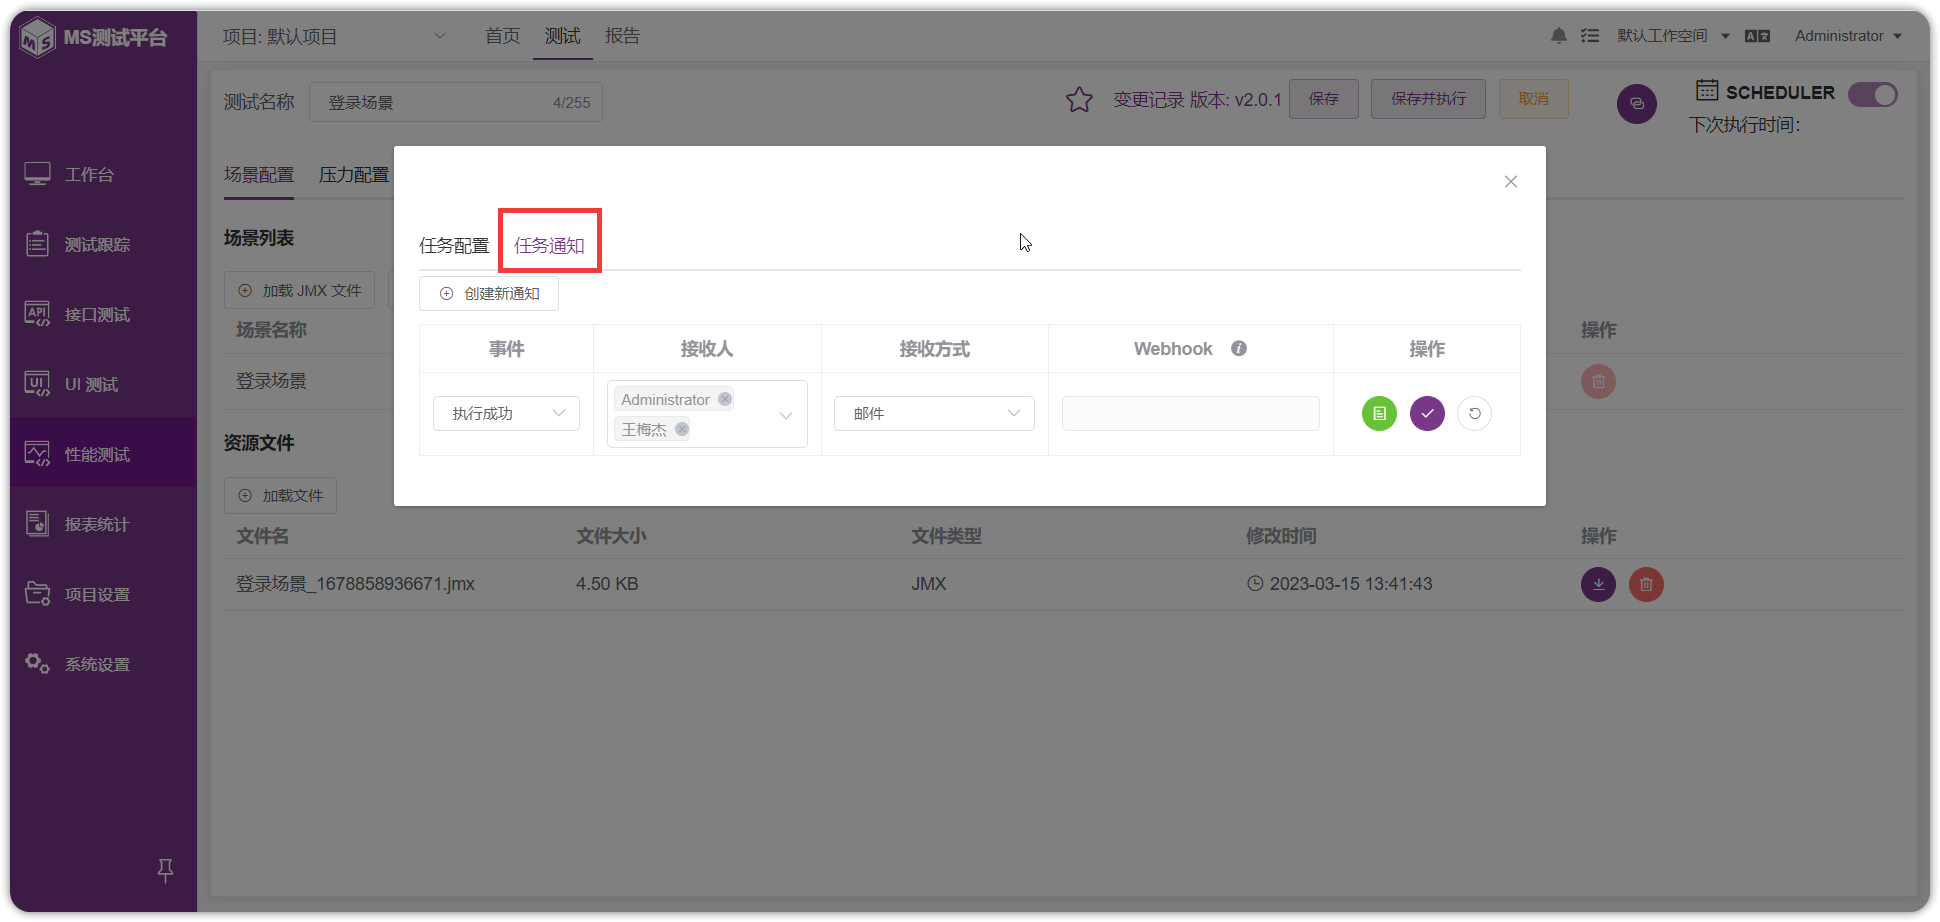 MS测试平台
项目: 默认项目
首页
测试
报告
默认工作空间
Administrator
测试名称
登录场景
4/255
变更记录 版本: v2.0.1
保存
保存并执行
取消
SCHEDULER
下次执行时间：
工作台
测试跟踪
API
接口测试
UI
UI 测试
性能测试
报表统计
项目设置
系统设置
场景配置
压力配置
场景列表
加载 JMX 文件
场景名称
操作
登录场景
任务配置
任务通知
创建新通知
事件
接收人
接收方式
Webhook
操作
执行成功
Administrator
王梅杰
邮件
资源文件
加载文件
文件名
文件大小
文件类型
修改时间
操作
登录场景_1678858936671.jmx
4.50 KB
JMX
2023-03-15 13:41:43